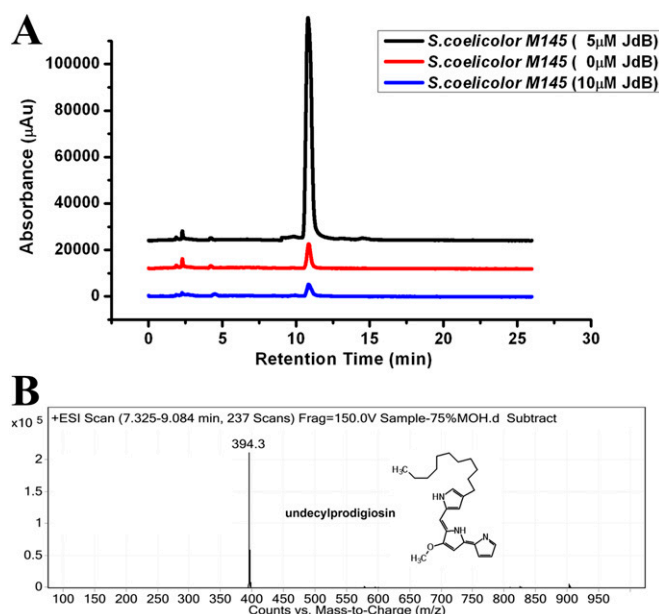 A
S.coelicolor M145 ( 5μM JdB)
S.coelicolor M145 ( 0μM JdB)
S.coelicolor M145 (10μM JdB)
Absorbance (μAu)
100000
80000
60000
40000
20000
0
0 5 10 15 20 25 30
Retention Time (min)
B
+ESI Scan (7.325-9.084 min, 237 Scans) Frag=150.0V Sample-75%MOH.d Subtract
x10 5
394.3
2
1.5
1
0.5
0
undecylprodigiosin
H₃C
HN
NH
N
O
CH₃
100 150 200 250 300 350 400 450 500 550 600 650 700 750 800 850 900 950
Counts vs. Mass-to-Charge (m/z)